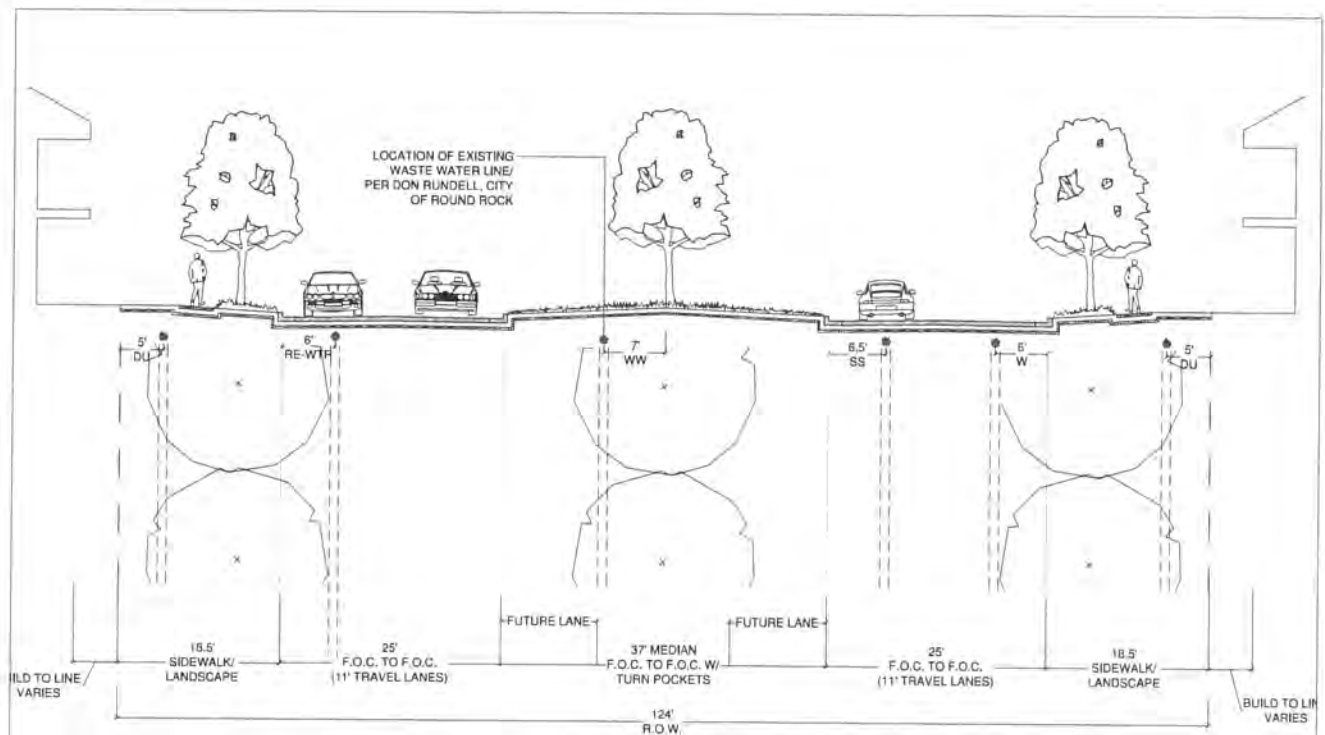 LOCATION OF EXISTING
WASTE WATER LINE/
PER DON RUNDELL, CITY
OF ROUND ROCK
5'
DU
6'
RE-WTR
7'
WW
6.5'
SS
6'
W
5'
DU
FUTURE LANE
FUTURE LANE
18.5'
SIDEWALK/
LANDSCAPE
25'
F.O.C. TO F.O.C.
(11' TRAVEL LANES)
37' MEDIAN
F.O.C. TO F.O.C. W/
TURN POCKETS
25'
F.O.C. TO F.O.C.
(11' TRAVEL LANES)
18.5'
SIDEWALK/
LANDSCAPE
ILD TO LINE
VARIES
BUILD TO LIN
VARIES
124'
R.O.W.